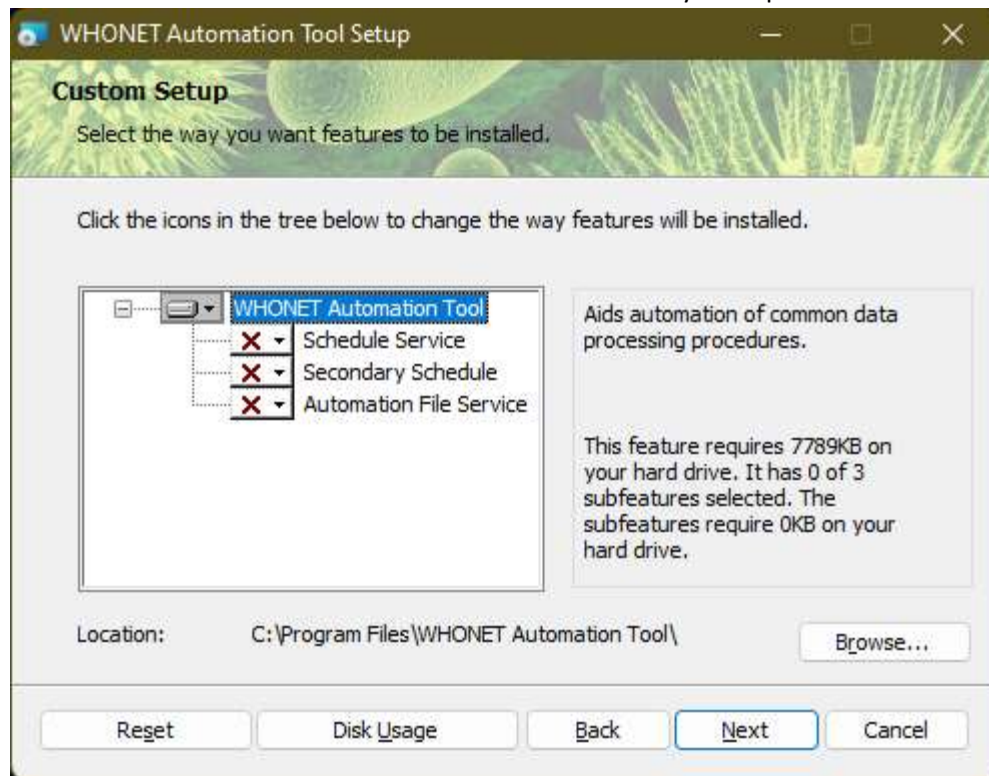 WHONET Automation Tool Setup
Custom Setup
Select the way you want features to be installed.
Click the icons in the tree below to change the way features will be installed.
WHONET Automation Tool
Schedule Service
Secondary Schedule
Automation File Service
Aids automation of common data
processing procedures.
This feature requires 7789KB on
your hard drive. It has 0 of 3
subfeatures selected. The
subfeatures require 0KB on your
hard drive.
Location: C:\Program Files\WHONET Automation Tool\
Browse...
Reset Disk Usage Back Next Cancel